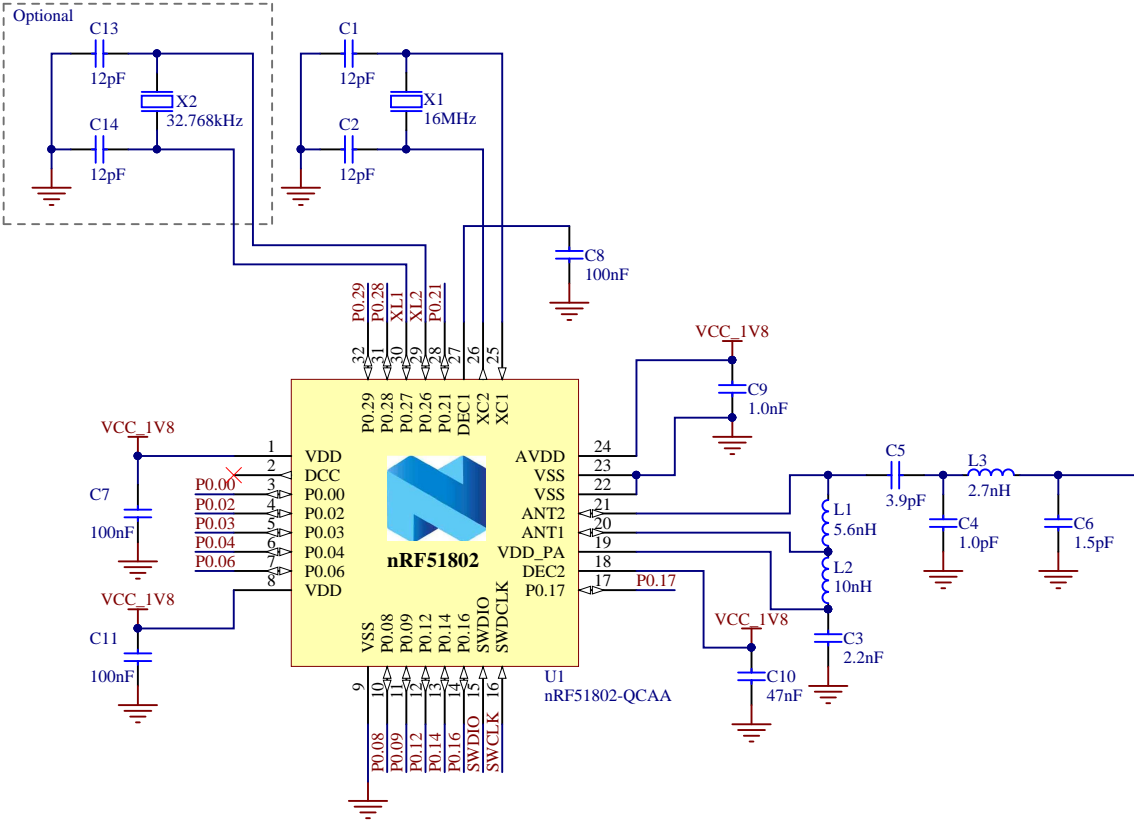 Optional
C13
12pF
X2
32.768kHz
C14
12pF
C1
12pF
X1
16MHz
C2
12pF
C8
100nF
P0.29
P0.28
XL1
XL2
P0.21
32
31
30
29
28
27
26
25
P0.29
P0.28
P0.27
P0.26
P0.21
DEC1
XC2
XC1
VCC_1V8
C7
100nF
VCC_1V8
C11
100nF
P0.00
P0.02
P0.03
P0.04
P0.06
1
2
3
4
5
6
7
8
VDD
DCC
P0.00
P0.02
P0.03
P0.04
P0.06
VDD
nRF51802
AVDD
VSS
VSS
ANT2
ANT1
VDD_PA
DEC2
P0.17
24
23
22
21
20
19
18
17
P0.17
VSS
P0.08
P0.09
P0.12
P0.14
P0.16
SWDIO
SWDCLK
9
10
11
12
13
14
15
16
P0.08
P0.09
P0.12
P0.14
P0.16
SWDIO
SWCLK
U1
nRF51802-QCAA
VCC_1V8
C9
1.0nF
VCC_1V8
C10
47nF
L1
5.6nH
L2
10nH
C3
2.2nF
C5
3.9pF
L3
2.7nH
C4
1.0pF
C6
1.5pF